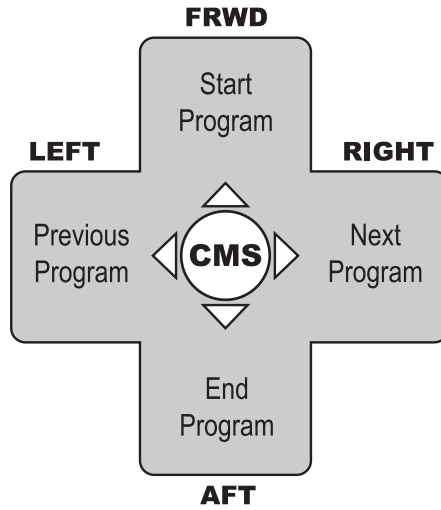 FRWD
Start
Program
LEFT
RIGHT
Previous
Program
CMS
Next
Program
End
Program
AFT